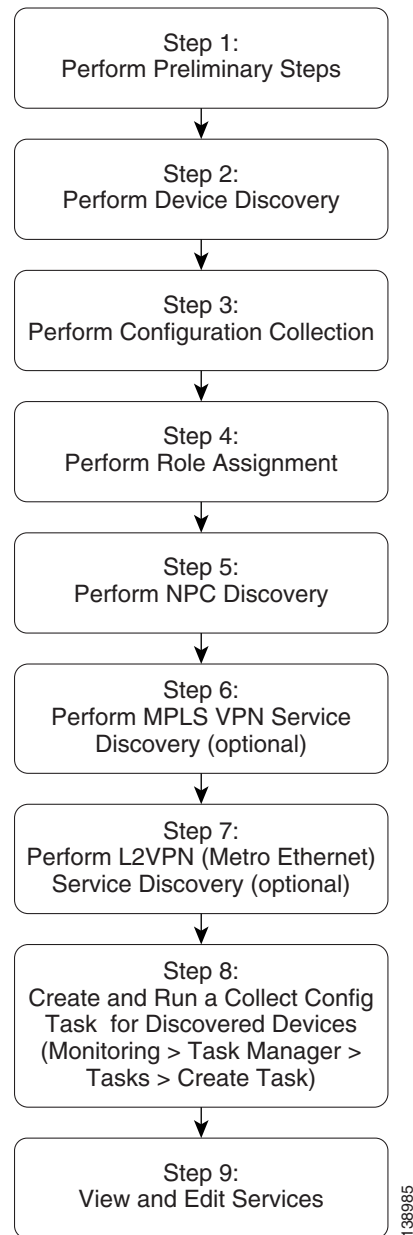 Step 1:
Perform Preliminary Steps
Step 2:
Perform Device Discovery
Step 3:
Perform Configuration Collection
Step 4:
Perform Role Assignment
Step 5:
Perform NPC Discovery
Step 6:
Perform MPLS VPN Service
Discovery (optional)
Step 7:
Perform L2VPN (Metro Ethernet)
Service Discovery (optional)
Step 8:
Create and Run a Collect Config
Task for Discovered Devices
(Monitoring > Task Manager >
Tasks > Create Task)
Step 9:
View and Edit Services
138985